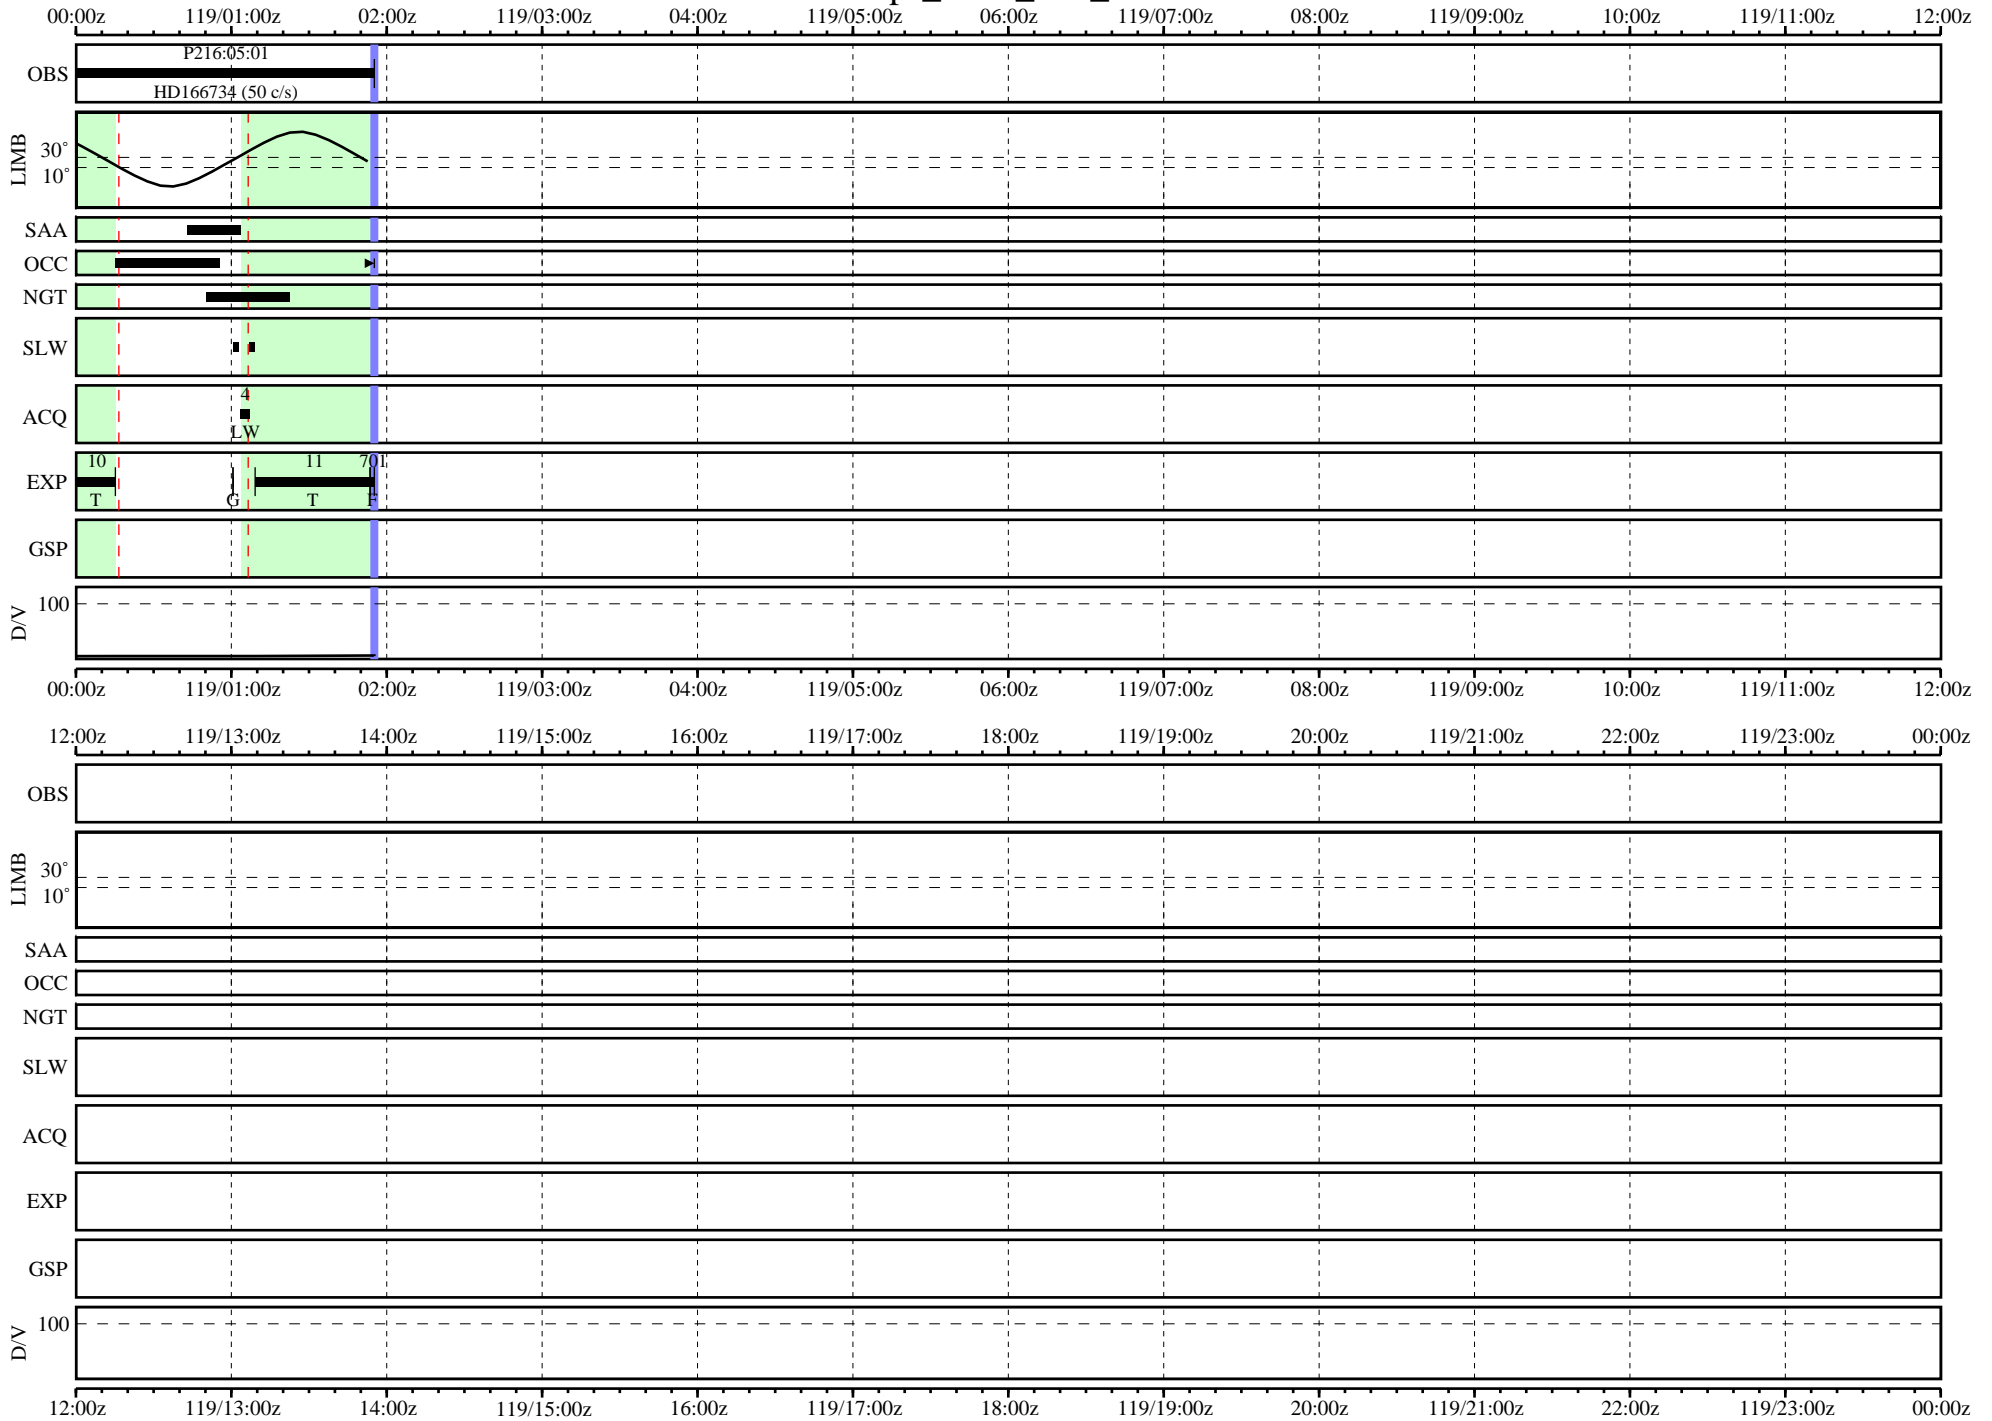 00:00z 119/01:00z 02:00z 119/03:00z 04:00z 119/05:00z 06:00z 119/07:00z 08:00z 119/09:00z 10:00z 119/11:00z 12:00z
P216:05:01
OBS
HD166734 (50 c/s)
LIMB
30°
10°
SAA
OCC
NGT
SLW
4
ACQ
LW
10 11 701
EXP
T G T F
GSP
D/V
100
00:00z 119/01:00z 02:00z 119/03:00z 04:00z 119/05:00z 06:00z 119/07:00z 08:00z 119/09:00z 10:00z 119/11:00z 12:00z
12:00z 119/13:00z 14:00z 119/15:00z 16:00z 119/17:00z 18:00z 119/19:00z 20:00z 119/21:00z 22:00z 119/23:00z 00:00z
OBS
LIMB
30°
10°
SAA
OCC
NGT
SLW
ACQ
EXP
GSP
D/V
100
12:00z 119/13:00z 14:00z 119/15:00z 16:00z 119/17:00z 18:00z 119/19:00z 20:00z 119/21:00z 22:00z 119/23:00z 00:00z